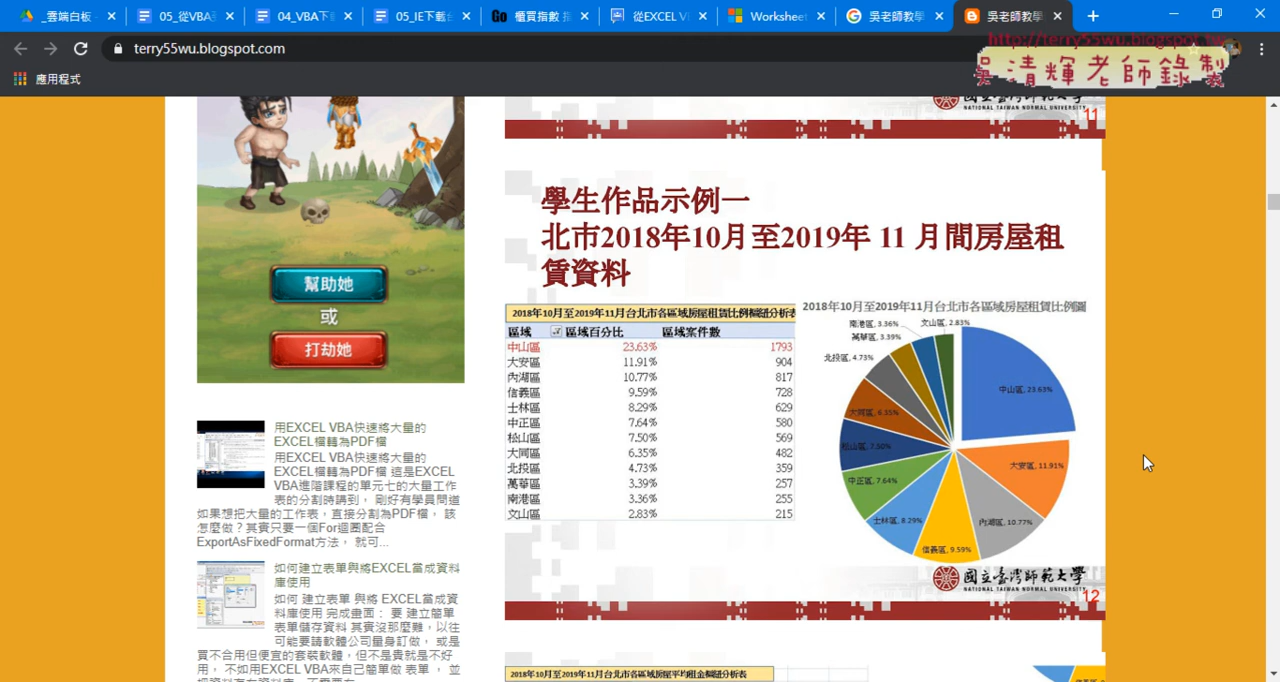 _雲端白板
05_從VBA
04_VBA下
05_IE下載
櫃買指數
從EXCEL V
Workshee
吳老師教學
吳老師教學
terry55wu.blogspot.com
http://terry55wu.blogspot.tw
吳清輝老師錄製
應用程式
國立臺灣師範大學
NATIONAL TAIWAN NORMAL UNIVERSITY
11
幫助她
或
打劫她
學生作品示例一
北市2018年10月至2019年 11 月間房屋租
賃資料
2018年10月至2019年11月台北市各區域房屋租賃比例樞紐分析表
區域 區域百分比 區域案件數
中山區 23.63% 1793
大安區 11.91% 904
內湖區 10.77% 817
信義區 9.59% 728
士林區 8.29% 629
中正區 7.64% 580
松山區 7.50% 569
大同區 6.35% 482
北投區 4.73% 359
萬華區 3.39% 257
南港區 3.36% 255
文山區 2.83% 215
2018年10月至2019年11月台北市各區域房屋租賃比例圖
南港區, 3.36%
文山區, 2.83%
萬華區, 3.39%
北投區, 4.73%
中山區, 23.63%
大同區, 6.35%
松山區, 7.50%
大安區, 11.91%
中正區, 7.64%
士林區, 8.29%
內湖區, 10.77%
信義區, 9.59%
國立臺灣師範大學
NATIONAL TAIWAN NORMAL UNIVERSITY
12
用EXCEL VBA快速將大量的
EXCEL檔轉為PDF檔
用EXCEL VBA快速將大量的
EXCEL檔轉為PDF檔 這是EXCEL
VBA進階課程的單元七的大量工作
表的分割時講到， 剛好有學員問道
如果想把大量的工作表，直接分割為PDF檔， 該
怎麼做？其實只要一個For迴圈配合
ExportAsFixedFormat方法， 就可...
如何建立表單與將EXCEL當成資料
庫使用
如何 建立表單 與將EXCEL當成資
料庫使用 完成畫面： 要 建立簡單
表單儲存資料 其實沒那麼難，以往
可能要請軟體公司量身訂做， 或是
買不合用但便宜的套裝軟體，但不是貴就是不好
用， 不如用EXCEL VBA來自己簡單做 表單 ， 並
2018年10月至2019年11月台北市各區域房屋平均租金樞紐分析表